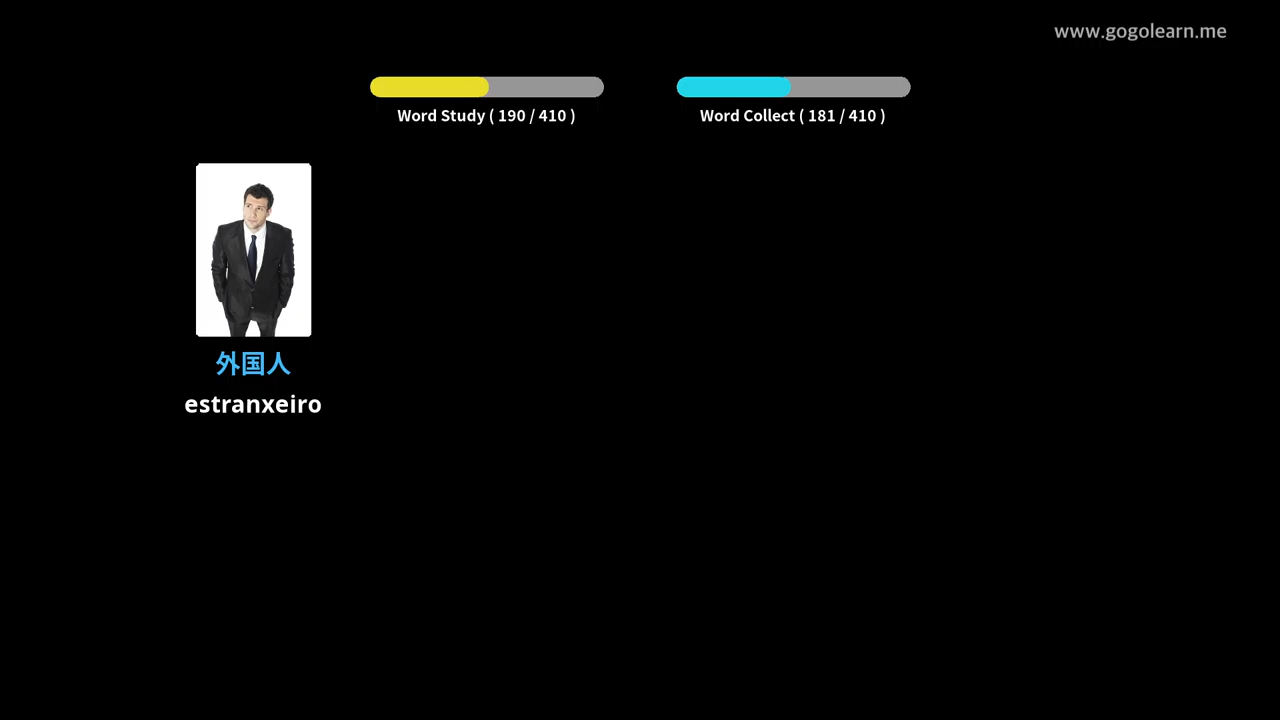 www.gogolearn.me
Word Study ( 190 / 410 )
Word Collect ( 181 / 410 )
外国人
estranxeiro